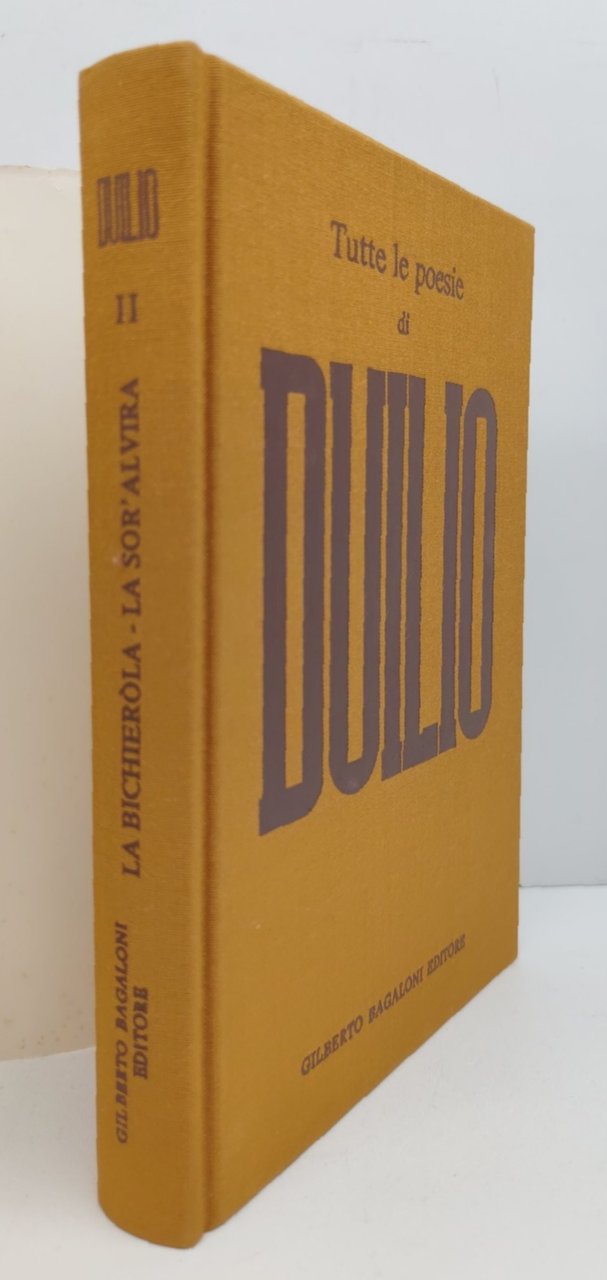 DUILIO
II
LA BICHIERÒLA - LA SOR'ALVIRA
GILBERTO BAGALONI
EDITORE
Tutte le poesie
di
DUILIO
GILBERTO BAGALONI EDITORE